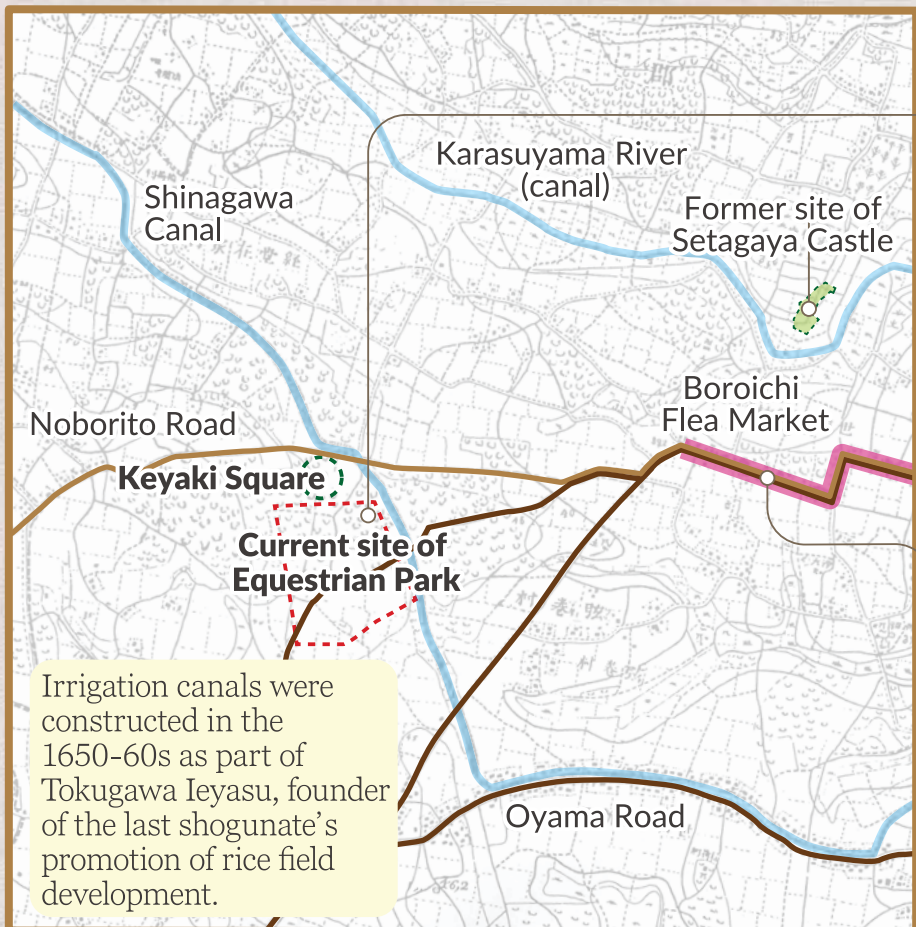 Karasuyama River
(canal)
Shinagawa
Canal
Former site of
Setagaya Castle
Boroichi
Flea Market
Noborito Road
Keyaki Square
Current site of
Equestrian Park
Irrigation canals were
constructed in the
1650-60s as part of
Tokugawa Ieyasu, founder
of the last shogunate’s
promotion of rice field
development.
Oyama Road